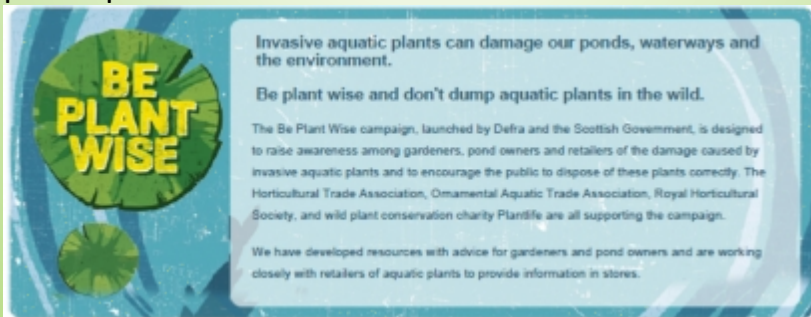 BE
PLANT
WISE
Invasive aquatic plants can damage our ponds, waterways and
the environment.
Be plant wise and don't dump aquatic plants in the wild.
The Be Plant Wise campaign, launched by Defra and the Scottish Government, is designed
to raise awareness among gardeners, pond owners and retailers of the damage caused by
invasive aquatic plants and to encourage the public to dispose of these plants correctly. The
Horticultural Trade Association, Ornamental Aquatic Trade Association, Royal Horticultural
Society, and wild plant conservation charity Plantlife are all supporting the campaign.
We have developed resources with advice for gardeners and pond owners and are working
closely with retailers of aquatic plants to provide information in stores.